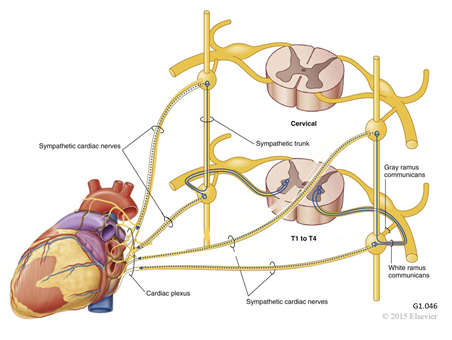 Cervical
Sympathetic cardiac nerves
Sympathetic trunk
Gray ramus
communicans
T1 to T4
White ramus
communicans
Cardiac plexus
Sympathetic cardiac nerves
G1.046
© 2015 Elsevier